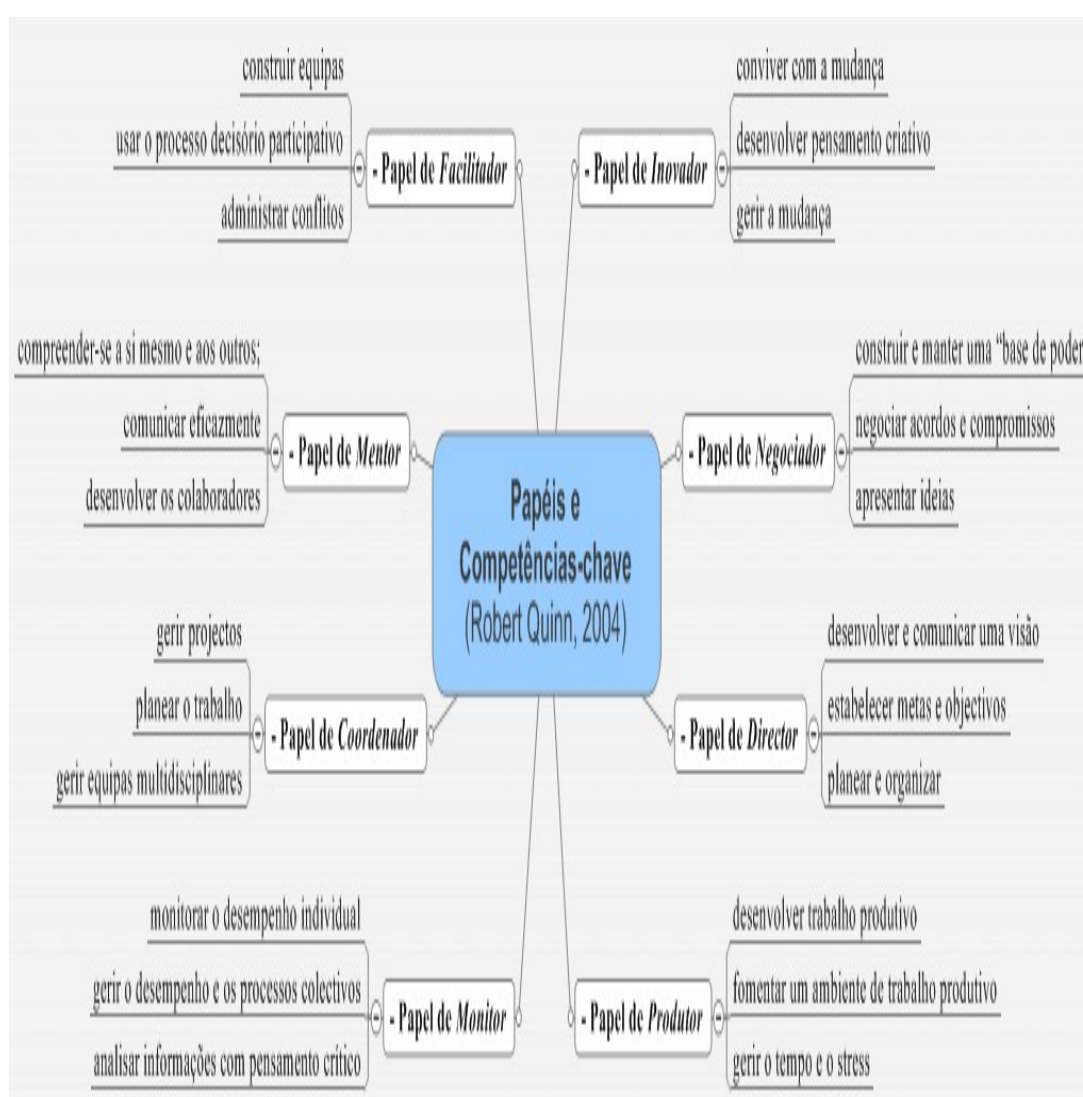 Papéis e
Competências-chave
(Robert Quinn, 2004)
- Papel de Facilitador
construir equipas
usar o processo decisório participativo
administrar conflitos
- Papel de Mentor
compreender-se a si mesmo e aos outros;
comunicar eficazmente
desenvolver os colaboradores
- Papel de Coordenador
gerir projectos
planear o trabalho
gerir equipas multidisciplinares
- Papel de Monitor
monitorar o desempenho individual
gerir o desempenho e os processos colectivos
analisar informações com pensamento crítico
- Papel de Inovador
conviver com a mudança
desenvolver pensamento criativo
gerir a mudança
- Papel de Negociador
construir e manter uma “base de poder
negociar acordos e compromissos
apresentar ideias
- Papel de Director
desenvolver e comunicar uma visão
estabelecer metas e objectivos
planear e organizar
- Papel de Produtor
desenvolver trabalho produtivo
fomentar um ambiente de trabalho produtivo
gerir o tempo e o stress